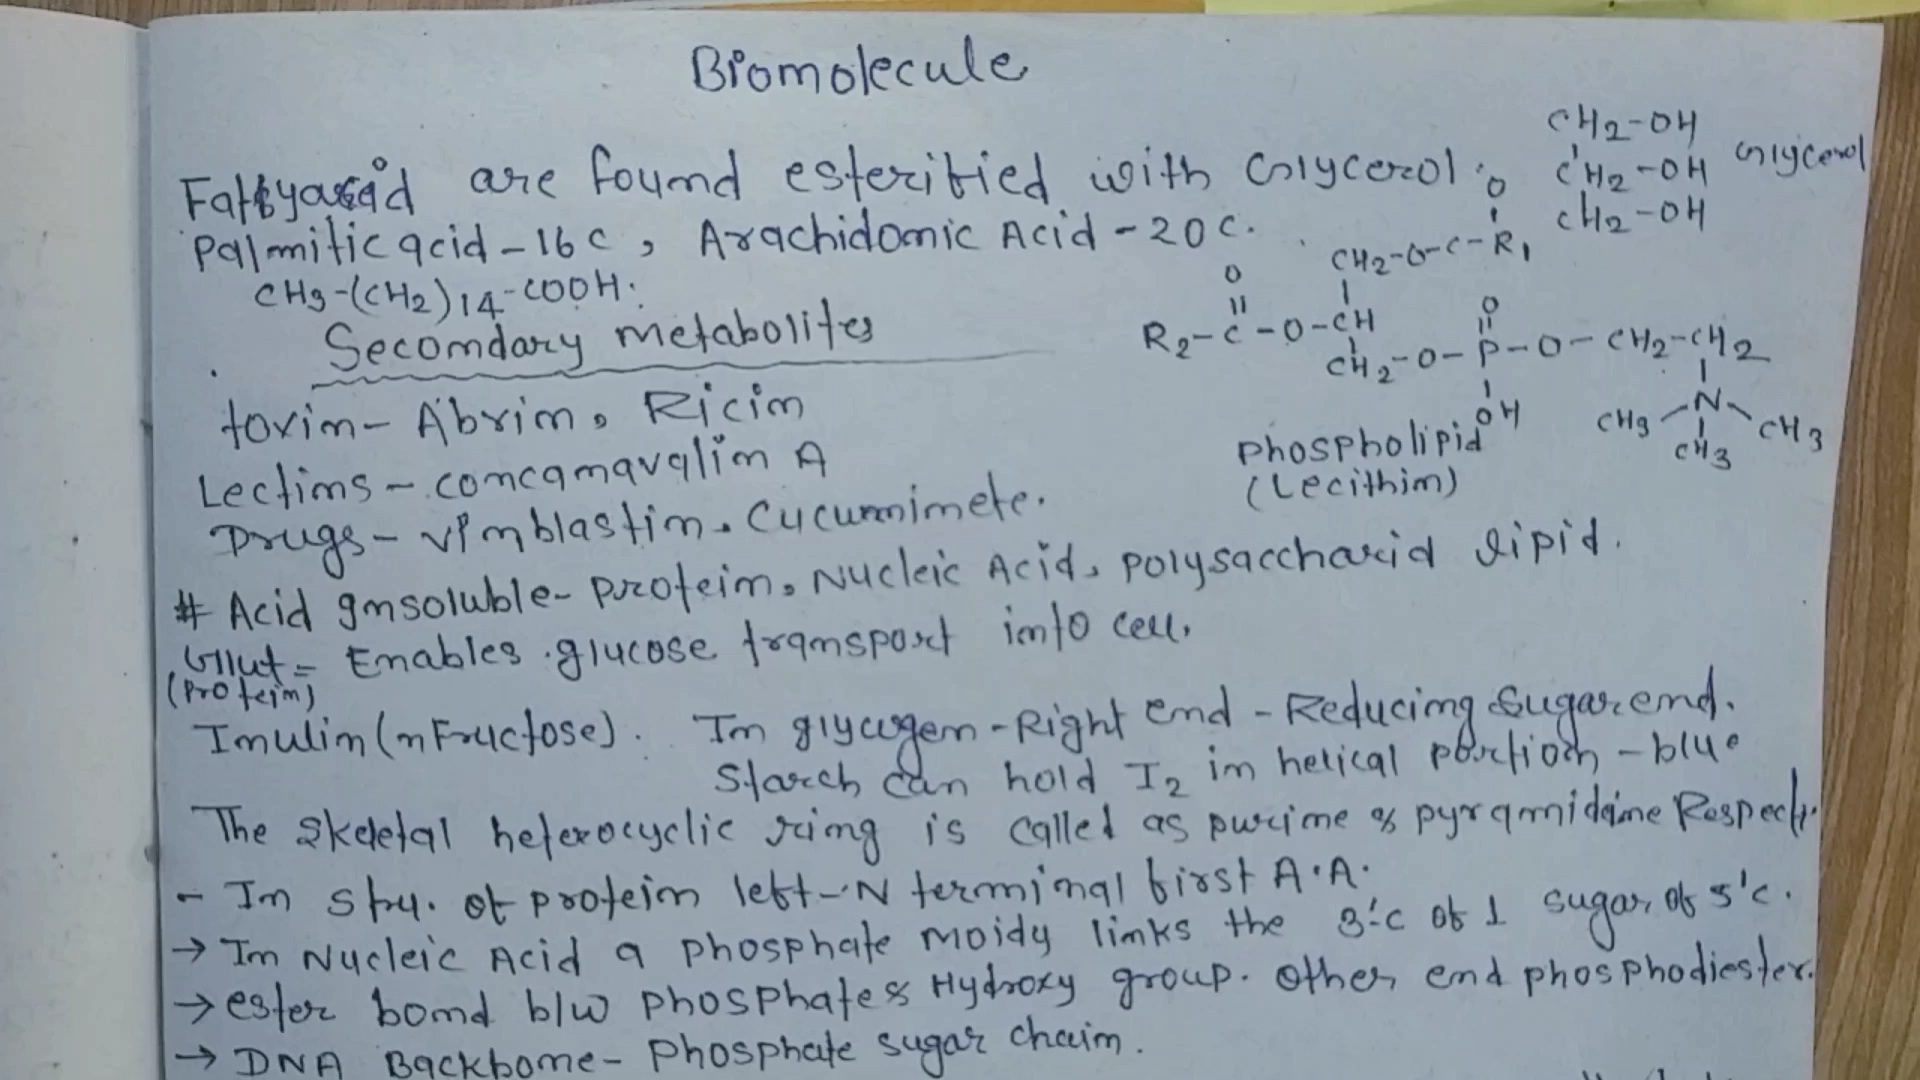 Biomolecule
Fattyacid are found esterified with Glycerol.
CH2-OH
CH2-OH Glycerol
CH2-OH
Palmitic acid - 16C, Arachidonic Acid - 20C.
CH3-(CH2)14-COOH.
O
CH2-O-C-R1
O
R2-C-O-CH
O
CH2-O-P-O-CH2-CH2
OH
N
CH3 CH3
CH3
Phospholipid
(Lecithin)
Secondary metabolites
toxin - Abrin, Ricin
Lectins - concanavalin A
Drugs - vinblastin, Cucurminete.
# Acid Insoluble - Protein, Nucleic Acid, Polysaccharid lipid.
Glut = Enables glucose transport into cell.
(Protein)
Inulin (nFructose). In glycogen - Right end - Reducing Sugar end.
Starch can hold I2 in helical portion - blue
The Skeletal heterocyclic ring is called as purine & pyramidine Respecti.
- In stru. of protein left - N terminal first A.A.
→ In Nucleic Acid a phosphate moidy links the 3'c of 1 sugar of 5'c.
→ ester bond b/w phosphate & Hydroxy group. Other end phosphodiester.
→ DNA Backbone - Phosphate sugar chain.